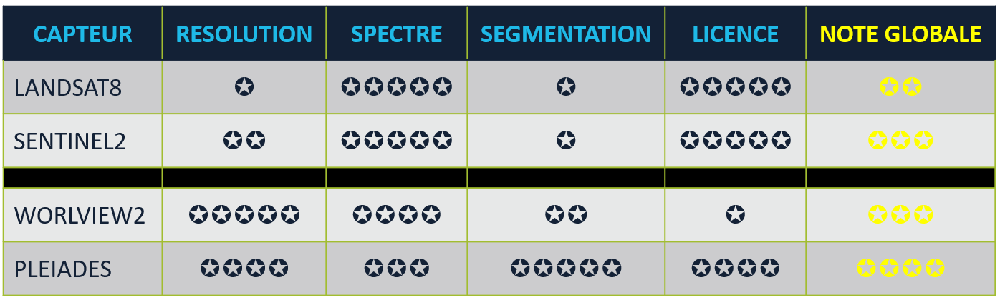 CAPTEUR RESOLUTION SPECTRE SEGMENTATION LICENCE NOTE GLOBALE
LANDSAT8 ✪ ✪✪✪✪✪ ✪ ✪✪✪✪✪ ✪✪
SENTINEL2 ✪✪ ✪✪✪✪✪ ✪ ✪✪✪✪✪ ✪✪✪
WORLVIEW2 ✪✪✪✪✪ ✪✪✪✪ ✪✪ ✪ ✪✪✪
PLEIADES ✪✪✪✪ ✪✪✪ ✪✪✪✪✪ ✪✪✪✪ ✪✪✪✪